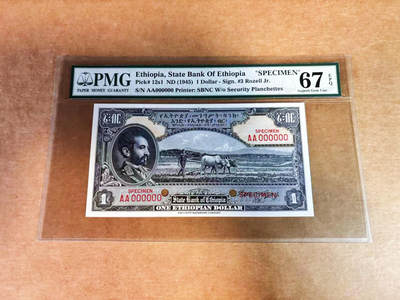 PMG
PAPER MONEY GUARANTY
Ethiopia, State Bank Of Ethiopia "SPECIMEN"
Pick# 12s1 ND (1945) 1 Dollar - Sign. #3 Rozell Jr.
S/N AA000000 Printer: SBNC W/o Security Planchettes
67
EPQ
Superb Gem Unc
SPECIMEN
AA 000000
SPECIMEN
AA 000000
1
State Bank of Ethiopia
ONE ETHIOPIAN DOLLAR
1